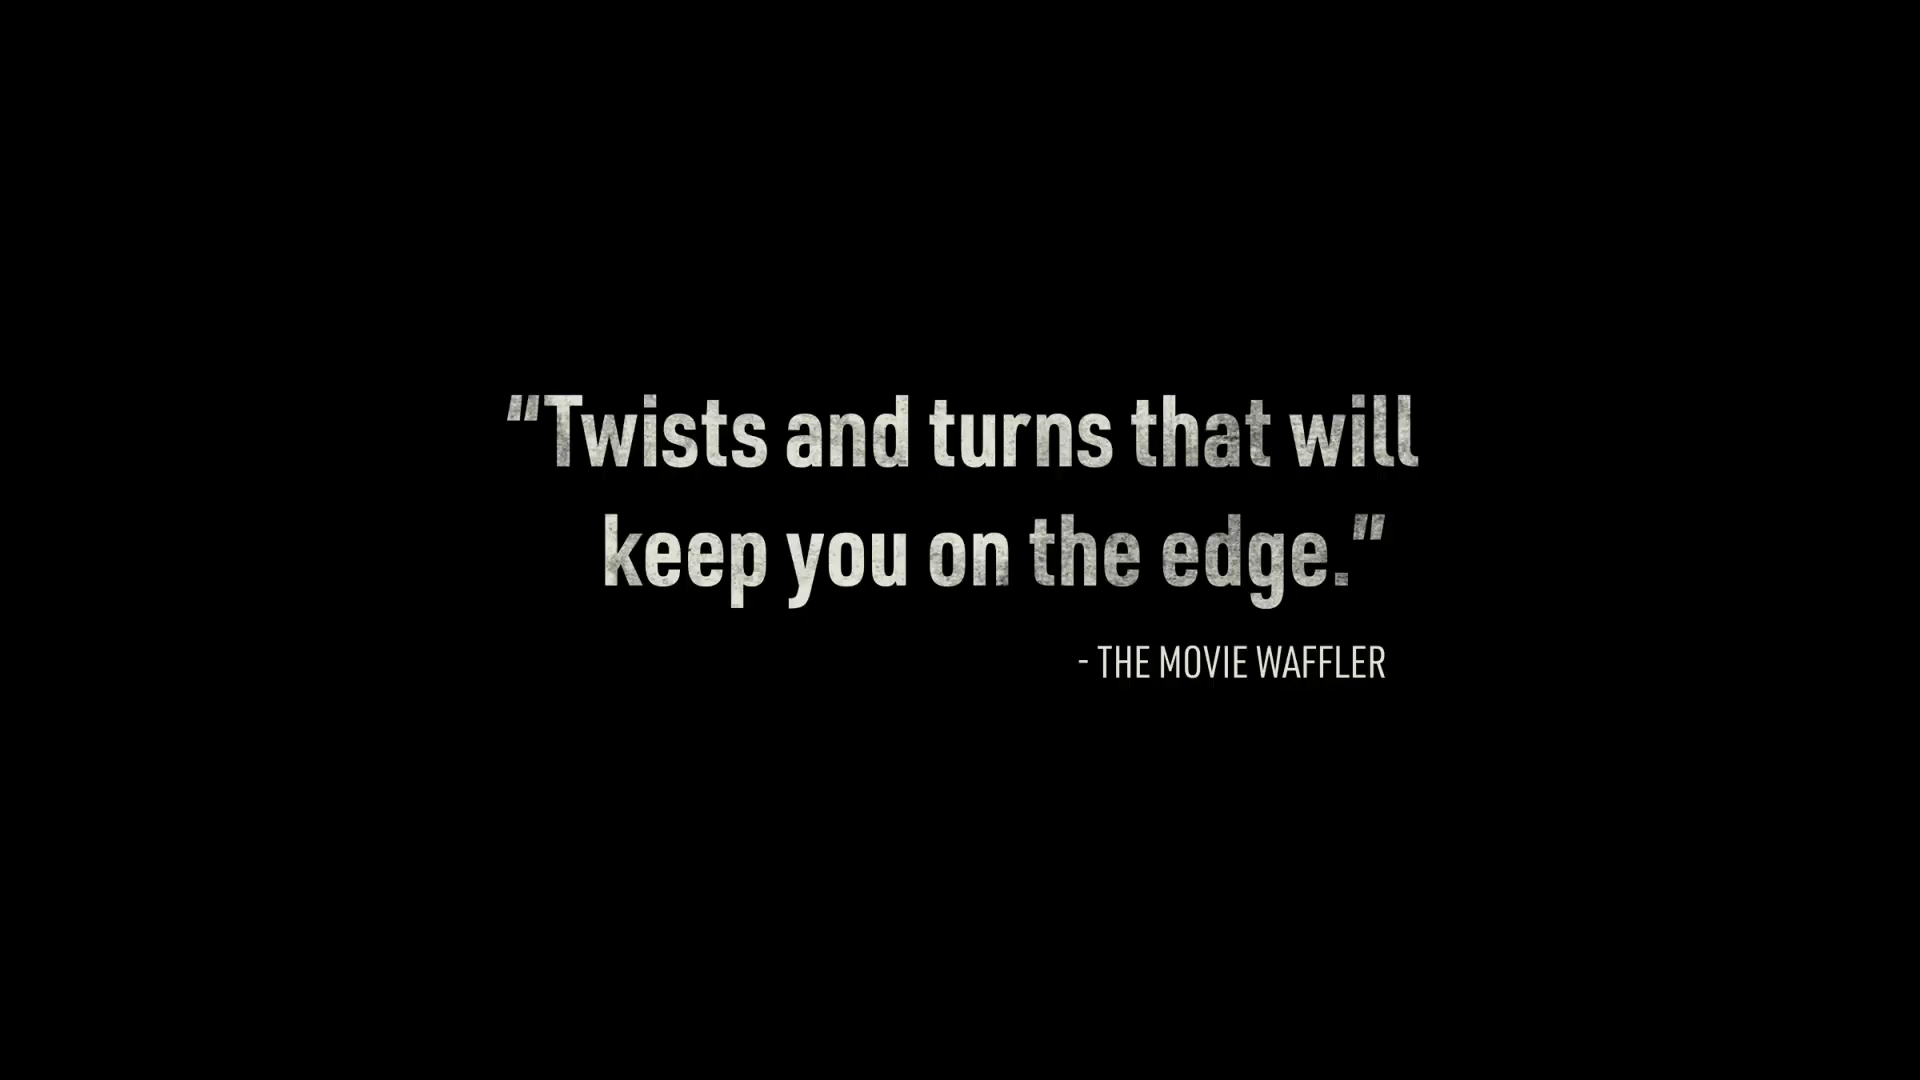 “Twists and turns that will
keep you on the edge.”
- THE MOVIE WAFFLER